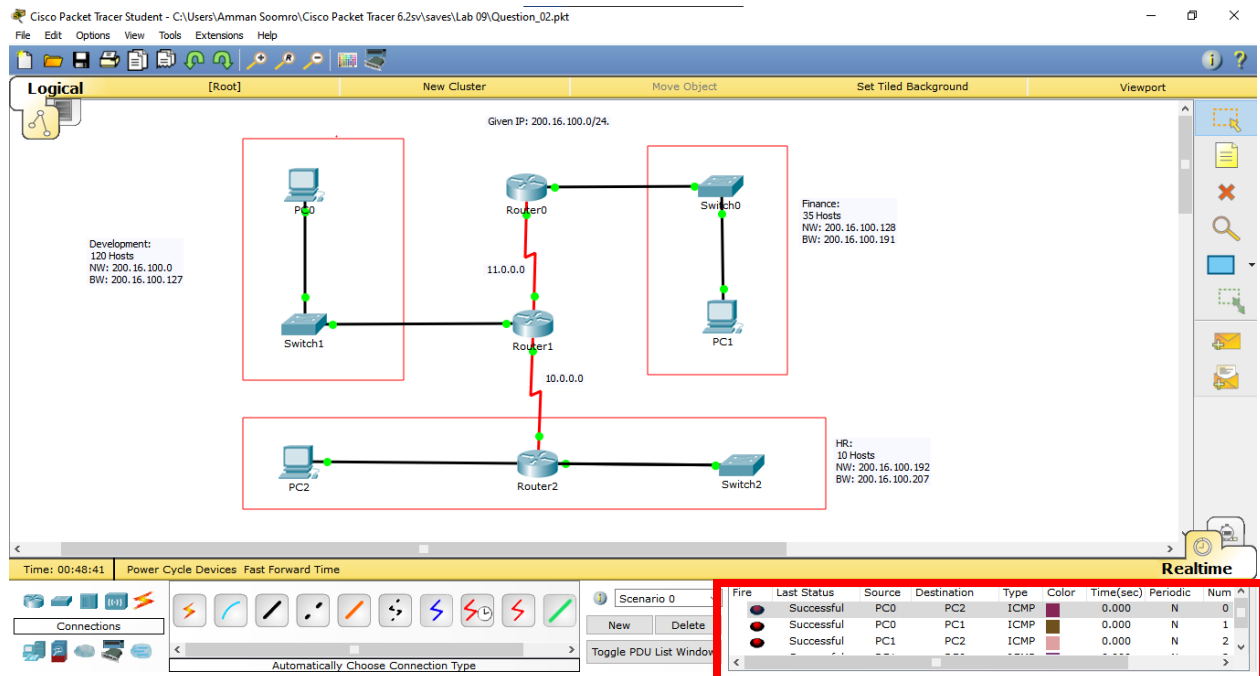 Cisco Packet Tracer Student - C:\Users\Amman Soomro\Cisco Packet Tracer 6.2sv\saves\Lab 09\Question_02.pkt
File Edit Options View Tools Extensions Help
Logical [Root] New Cluster Move Object Set Tiled Background Viewport
Given IP: 200.16.100.0/24.
PC0
Router0
Switch0
Finance:
35 Hosts
NW: 200.16.100.128
BW: 200.16.100.191
Development:
120 Hosts
NW: 200.16.100.0
BW: 200.16.100.127
11.0.0.0
Switch1
Router1
PC1
10.0.0.0
HR:
10 Hosts
NW: 200.16.100.192
BW: 200.16.100.207
PC2
Router2
Switch2
Time: 00:48:41 Power Cycle Devices Fast Forward Time Realtime
Connections
Automatically Choose Connection Type
Scenario 0
New Delete
Toggle PDU List Window
Fire Last Status Source Destination Type Color Time(sec) Periodic Num
Successful PC0 PC2 ICMP 0.000 N 0
Successful PC0 PC1 ICMP 0.000 N 1
Successful PC1 PC2 ICMP 0.000 N 2